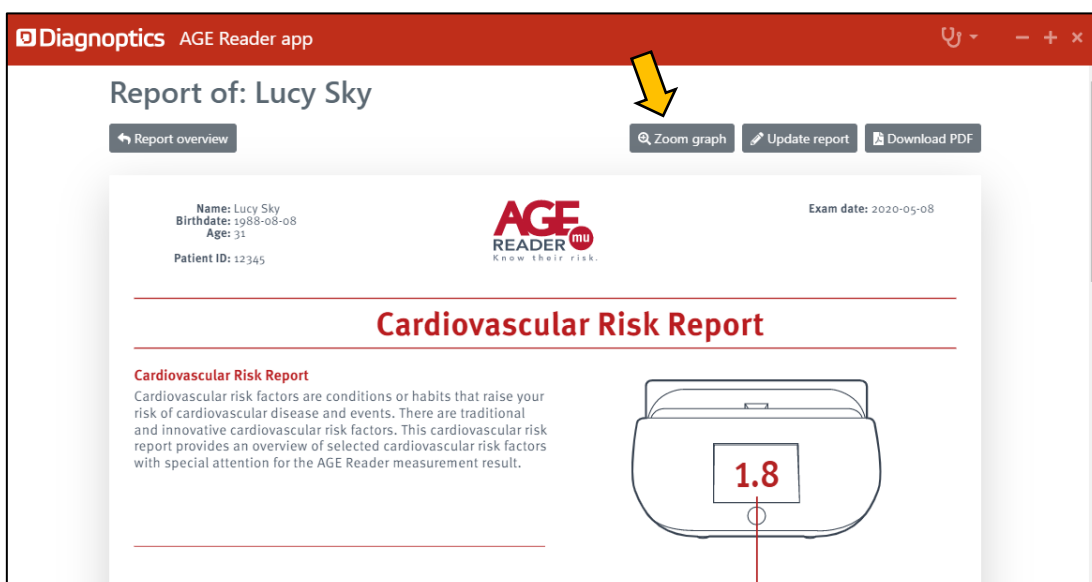 Diagnoptics AGE Reader app
Report of: Lucy Sky
Report overview
Zoom graph
Update report
Download PDF
Name: Lucy Sky
Birthdate: 1988-08-08
Age: 31
Patient ID: 12345
AGE
READER mu
Know their risk.
Exam date: 2020-05-08
Cardiovascular Risk Report
Cardiovascular Risk Report
Cardiovascular risk factors are conditions or habits that raise your
risk of cardiovascular disease and events. There are traditional
and innovative cardiovascular risk factors. This cardiovascular risk
report provides an overview of selected cardiovascular risk factors
with special attention for the AGE Reader measurement result.
1.8